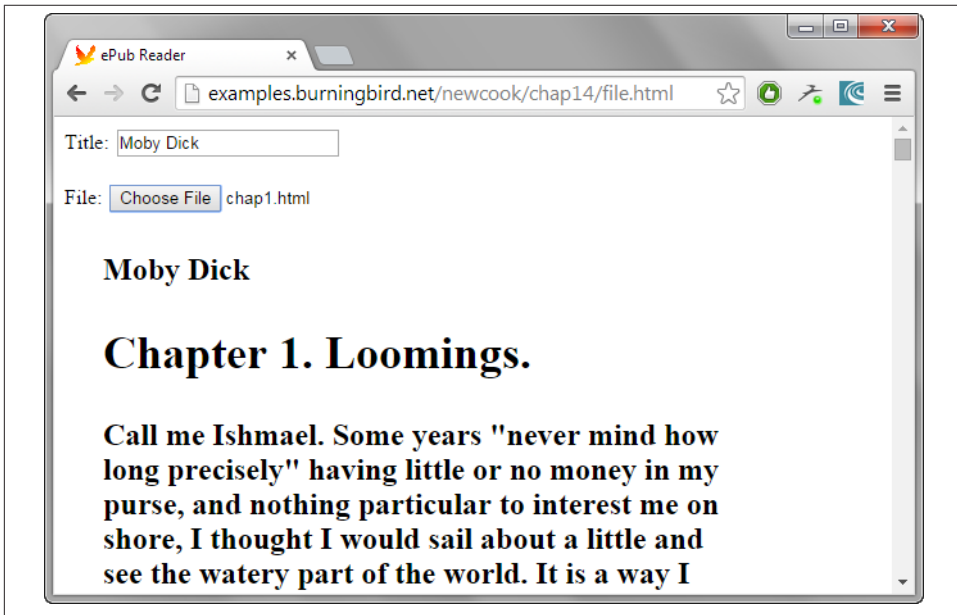 ePub Reader
examples.burningbird.net/newcook/chap14/file.html
Title: Moby Dick
File: Choose File chap1.html
Moby Dick
Chapter 1. Loomings.
Call me Ishmael. Some years "never mind how
long precisely" having little or no money in my
purse, and nothing particular to interest me on
shore, I thought I would sail about a little and
see the watery part of the world. It is a way I